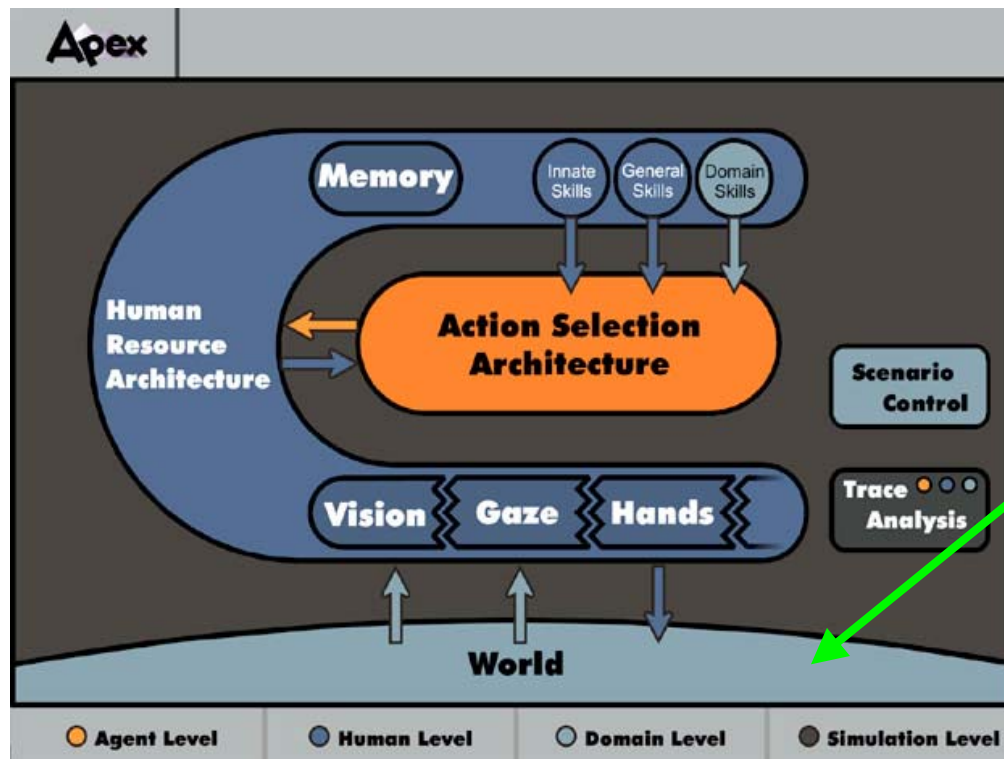 Apex
Memory
Innate
Skills
General
Skills
Domain
Skills
Human
Resource
Architecture
Action Selection
Architecture
Scenario
Control
Trace
Analysis
Vision
Gaze
Hands
World
Agent Level
Human Level
Domain Level
Simulation Level